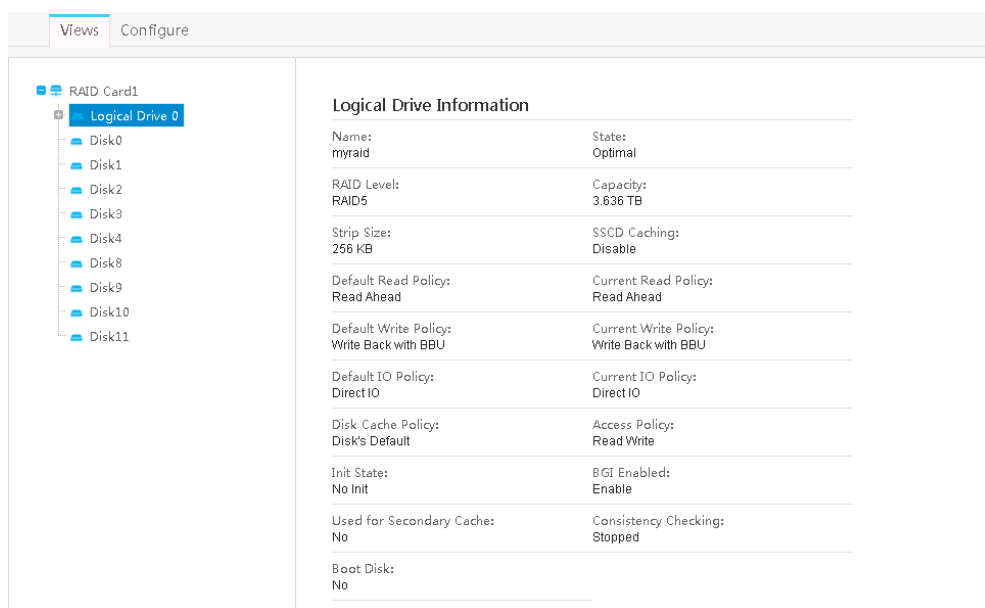 Views Configure
RAID Card1
Logical Drive 0
Disk0
Disk1
Disk2
Disk3
Disk4
Disk8
Disk9
Disk10
Disk11
Logical Drive Information
Name: State:
myraid Optimal
RAID Level: Capacity:
RAID5 3.636 TB
Strip Size: SSCD Caching:
256 KB Disable
Default Read Policy: Current Read Policy:
Read Ahead Read Ahead
Default Write Policy: Current Write Policy:
Write Back with BBU Write Back with BBU
Default IO Policy: Current IO Policy:
Direct IO Direct IO
Disk Cache Policy: Access Policy:
Disk's Default Read Write
Init State: BGI Enabled:
No Init Enable
Used for Secondary Cache: Consistency Checking:
No Stopped
Boot Disk:
No